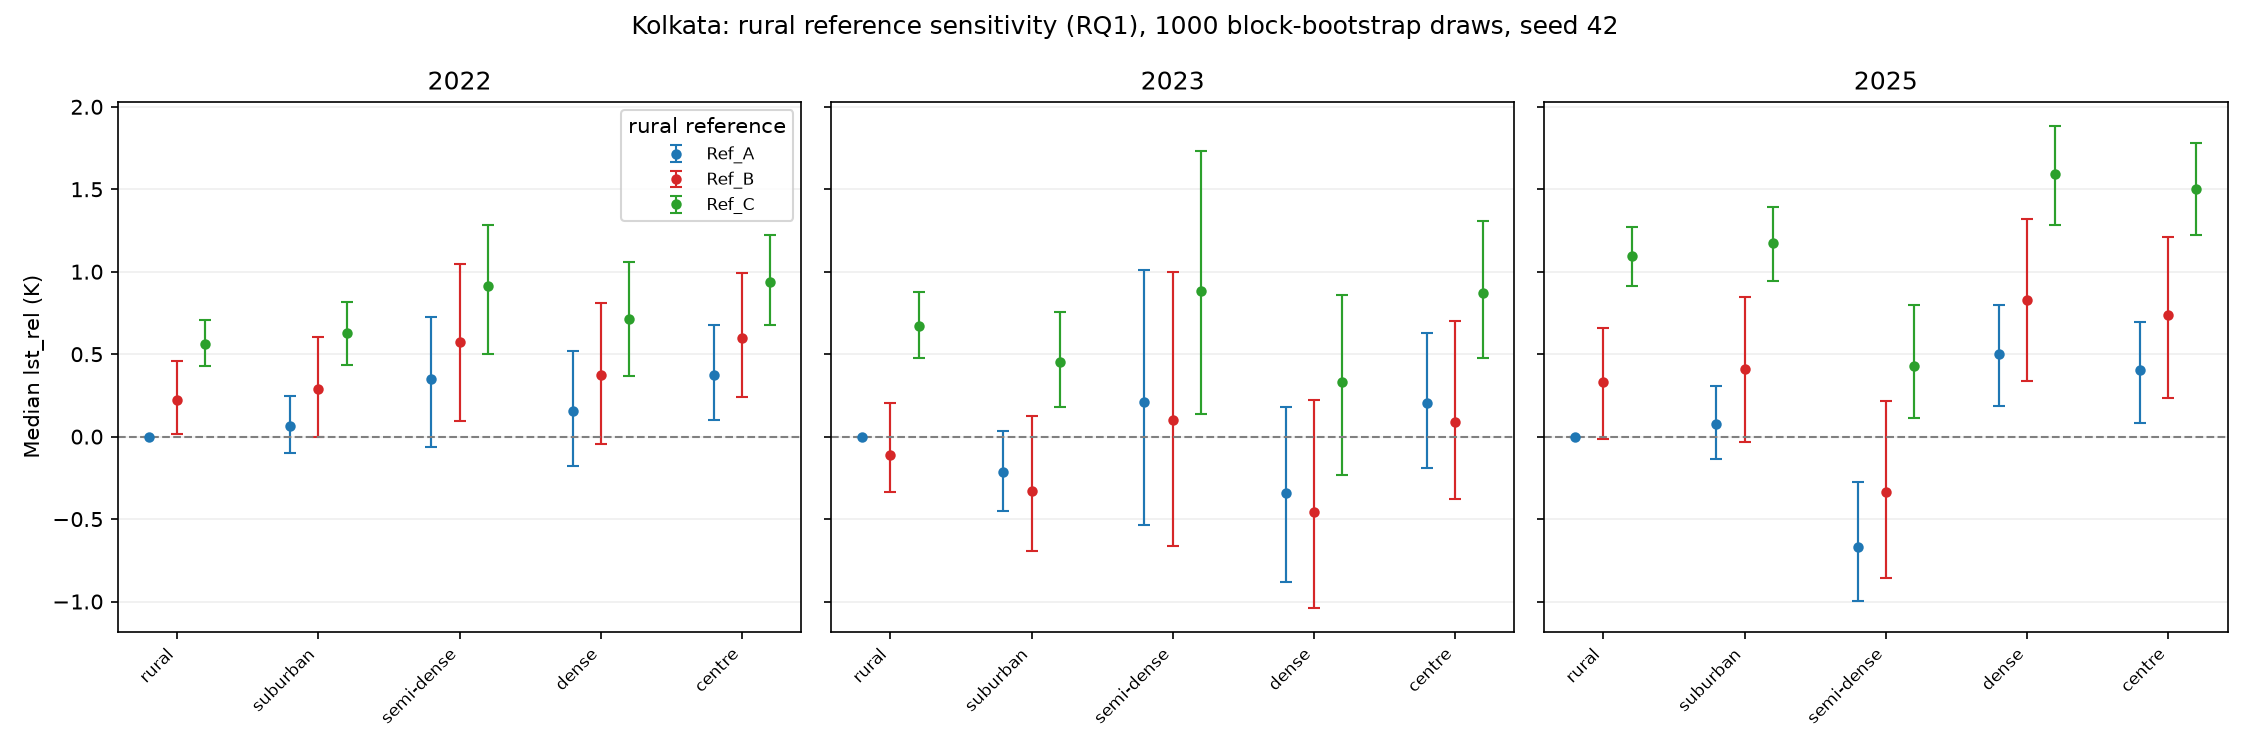 Kolkata: rural reference sensitivity (RQ1), 1000 block-bootstrap draws, seed 42
2022
2023
2025
rural reference
Ref_A
Ref_B
Ref_C
Median lst_rel (K)
2.0
1.5
1.0
0.5
0.0
−0.5
−1.0
rural
suburban
semi-dense
dense
centre
rural
suburban
semi-dense
dense
centre
rural
suburban
semi-dense
dense
centre